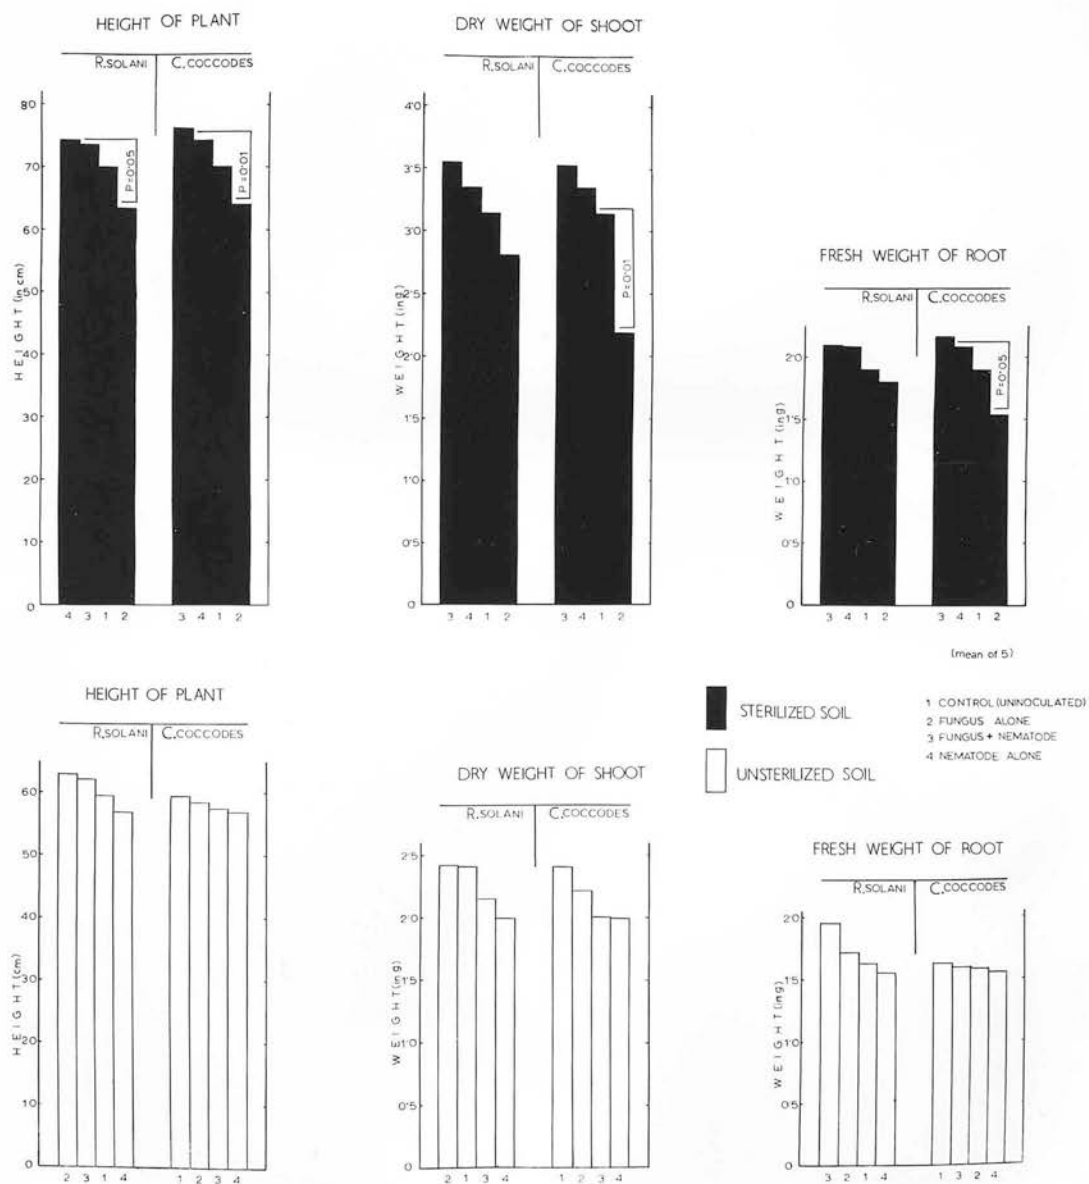 HEIGHT OF PLANT
R.SOLANI C.COCCODES
80
70
60
50
40
30
20
10
0
HEIGHT (in cm)
P=0·05
P=0·01
4 3 1 2 3 4 1 2
DRY WEIGHT OF SHOOT
R.SOLANI C.COCCODES
4·0
3·5
3·0
2·5
2·0
1·5
1·0
0·5
0
WEIGHT (in g)
P=0·01
3 4 1 2 3 4 1 2
FRESH WEIGHT OF ROOT
R.SOLANI C.COCCODES
2·0
1·5
1·0
0·5
0
WEIGHT (in g)
P=0·05
3 4 1 2 3 4 1 2
(mean of 5)
STERILIZED SOIL
UNSTERILIZED SOIL
1 CONTROL (UNINOCULATED)
2 FUNGUS ALONE
3 FUNGUS + NEMATODE
4 NEMATODE ALONE
HEIGHT OF PLANT
R.SOLANI C.COCCODES
60
50
40
30
20
10
0
HEIGHT (cm)
2 3 1 4 1 2 3 4
DRY WEIGHT OF SHOOT
R.SOLANI C.COCCODES
2·5
2·0
1·5
1·0
0·5
0
WEIGHT (in g)
2 1 3 4 1 2 3 4
FRESH WEIGHT OF ROOT
R.SOLANI C.COCCODES
2·0
1·5
1·0
0·5
0
WEIGHT (in g)
3 2 1 4 1 3 2 4